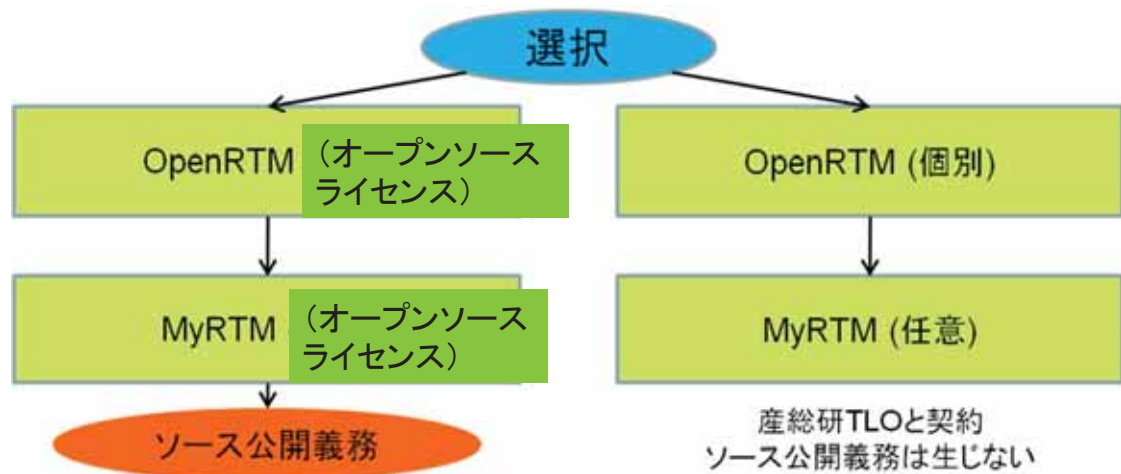 選択
OpenRTM （オープンソース
ライセンス）
OpenRTM (個別)
MyRTM （オープンソース
ライセンス）
MyRTM (任意)
ソース公開義務
産総研TLOと契約
ソース公開義務は生じない